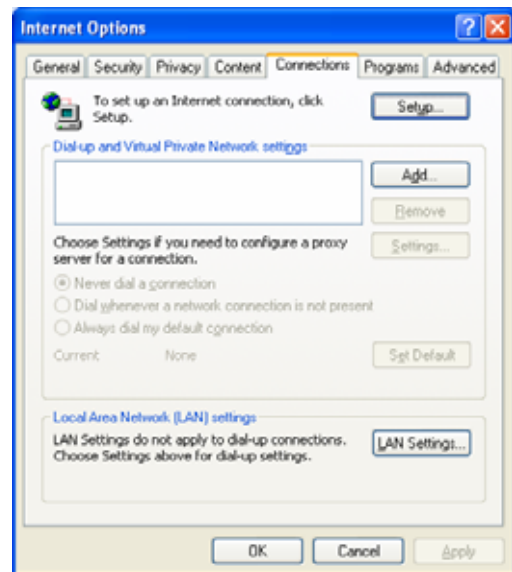 Internet Options
General Security Privacy Content Connections Programs Advanced
To set up an Internet connection, click
Setup.
Setup...
Dial-up and Virtual Private Network settings
Add...
Remove
Choose Settings if you need to configure a proxy
server for a connection.
Settings...
Never dial a connection
Dial whenever a network connection is not present
Always dial my default connection
Current None
Set Default
Local Area Network (LAN) settings
LAN Settings do not apply to dial-up connections.
Choose Settings above for dial-up settings.
LAN Settings...
OK Cancel Apply